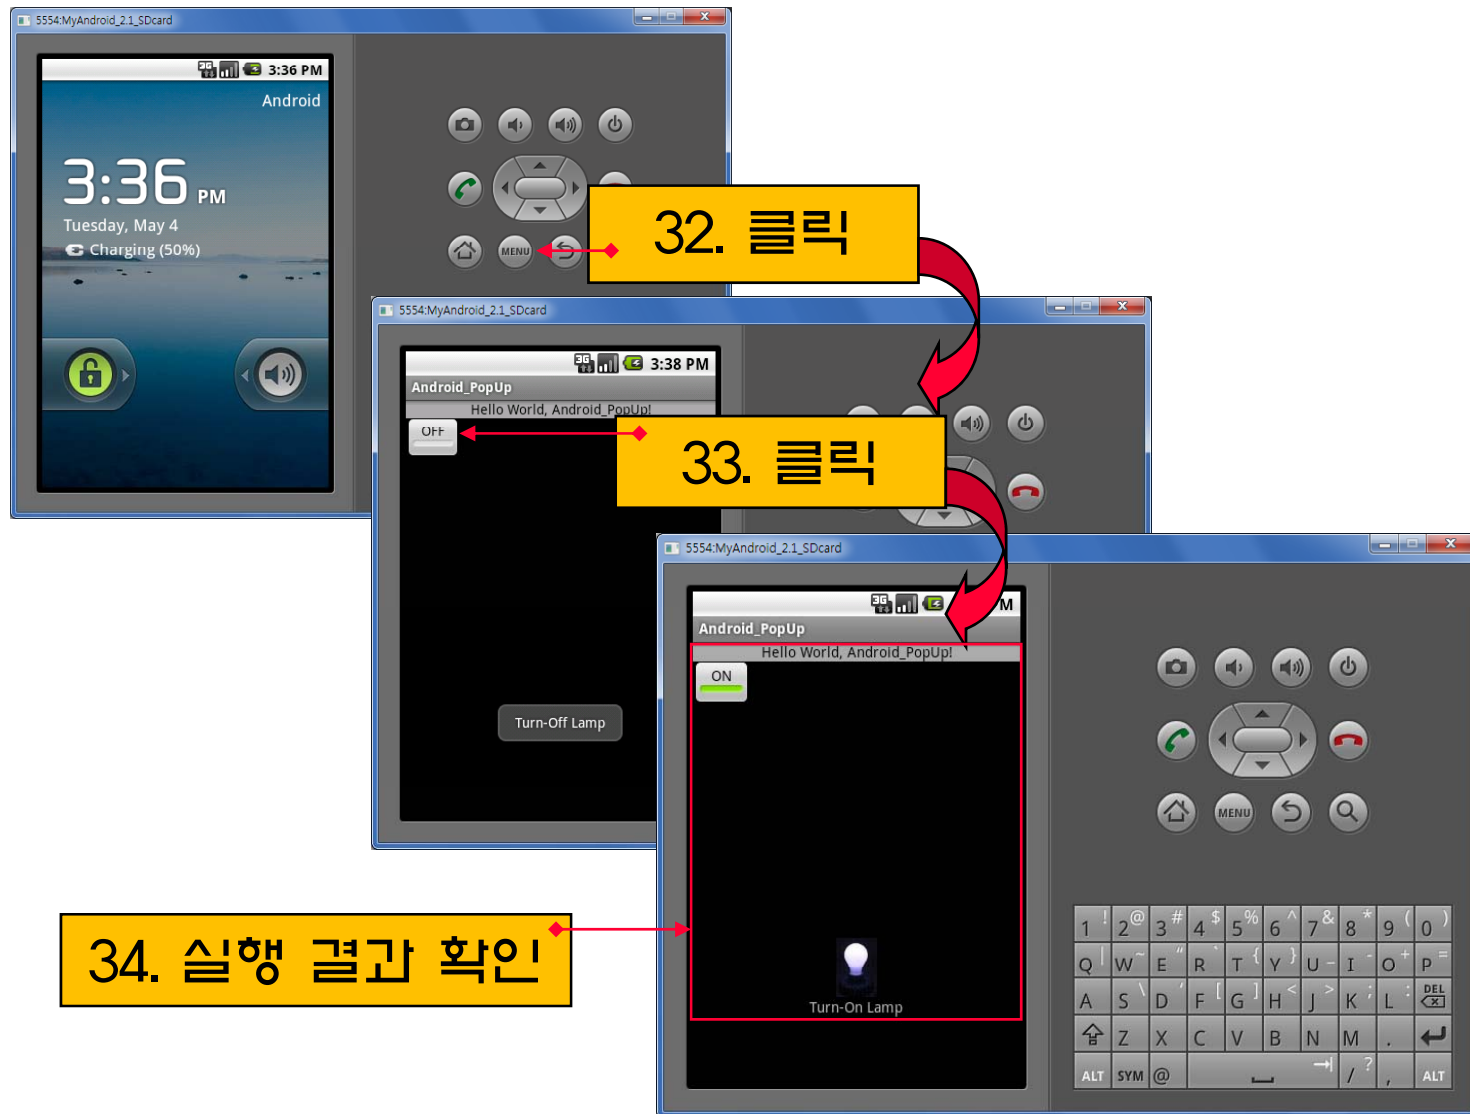 5554:MyAndroid_2.1_SDcard
3G 3:36 PM
Android
3:36 PM
Tuesday, May 4
Charging (50%)
MENU
32. 클릭
5554:MyAndroid_2.1_SDcard
3G 3:38 PM
Android_PopUp
Hello World, Android_PopUp!
OFF
33. 클릭
Turn-Off Lamp
5554:MyAndroid_2.1_SDcard
3G M
Android_PopUp
Hello World, Android_PopUp!
ON
MENU
34. 실행 결과 확인
Turn-On Lamp
1 ! 2 @ 3 # 4 $ 5 % 6 ^ 7 & 8 * 9 ( 0 )
Q | W ~ E " R ` T { Y } U _ I - O + P =
A S \ D ' F [ G ] H < J > K ; L : DEL
Z X C V B N M .
ALT SYM @ / ? , ALT